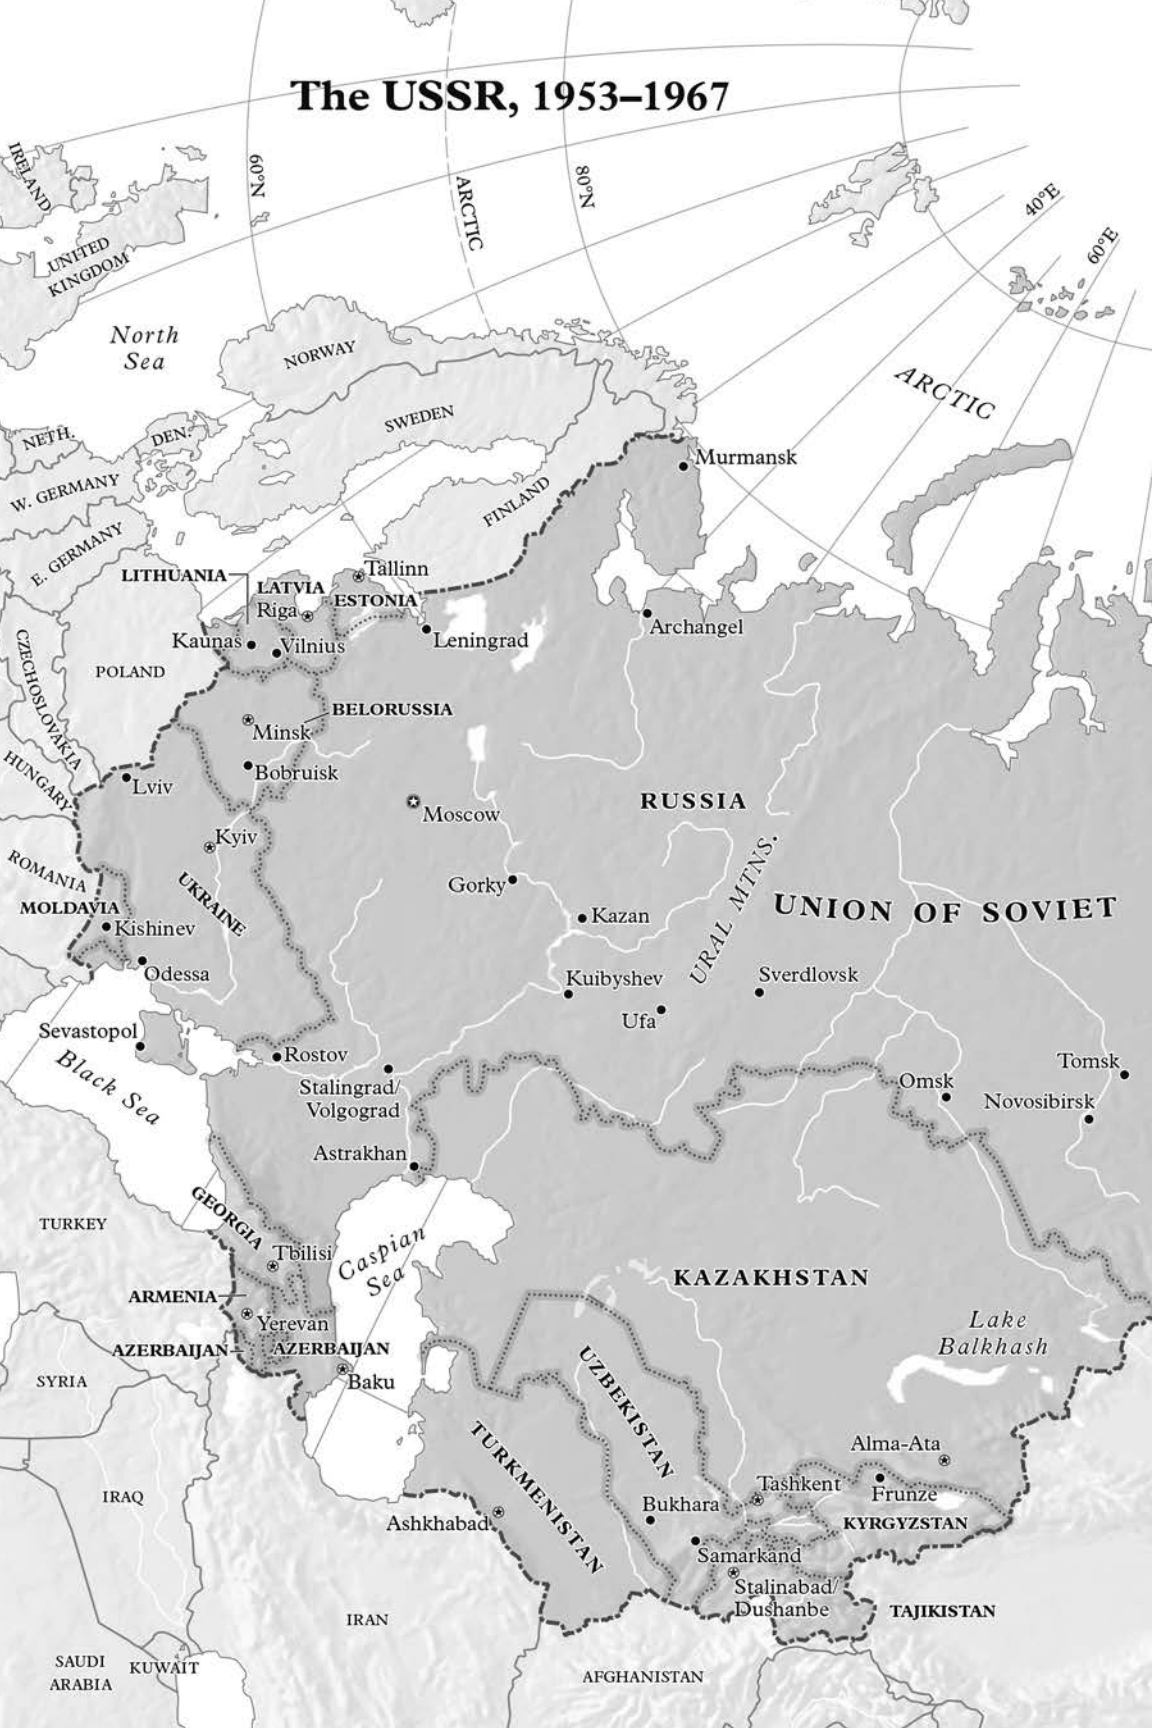 The USSR, 1953–1967
IRELAND
60°N
ARCTIC
80°N
40°E
60°E
UNITED
KINGDOM
North
Sea
NORWAY
ARCTIC
SWEDEN
NETH.
DEN.
W. GERMANY
Murmansk
FINLAND
E. GERMANY
LITHUANIA
Tallinn
LATVIA
ESTONIA
Riga
Archangel
Kaunas
Vilnius
Leningrad
CZECHOSLOVAKIA
POLAND
BELORUSSIA
Minsk
HUNGARY
Lviv
Bobruisk
RUSSIA
Moscow
Kyiv
URAL MTNS.
ROMANIA
UKRAINE
Gorky
MOLDAVIA
Kishinev
Kazan
UNION OF SOVIET
Odessa
Kuibyshev
Sverdlovsk
Ufa
Sevastopol
Black Sea
Rostov
Stalingrad/
Volgograd
Tomsk
Omsk
Novosibirsk
Astrakhan
GEORGIA
TURKEY
Tbilisi
Caspian
Sea
KAZAKHSTAN
ARMENIA
Yerevan
Lake
Balkhash
AZERBAIJAN
AZERBAIJAN
Baku
SYRIA
UZBEKISTAN
TURKMENISTAN
Alma-Ata
IRAQ
Tashkent
Frunze
Bukhara
Ashkhabad
KYRGYZSTAN
Samarkand
Stalinabad/
Dushanbe
TAJIKISTAN
IRAN
SAUDI
ARABIA
KUWAIT
AFGHANISTAN